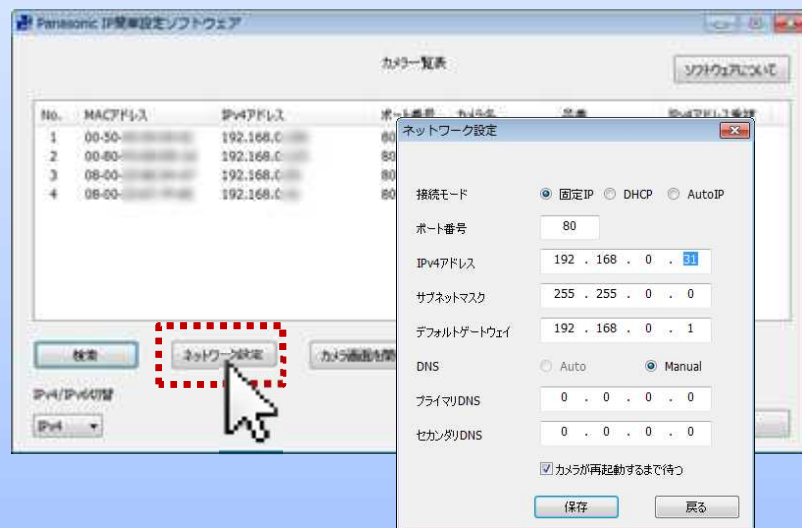 Panasonic IP簡単設定ソフトウェア
カメラ一覧表
ソフトウェアについて
No. MACアドレス IPv4アドレス ポート番号 カメラ名 品番 IPv4アドレス重複
1 00-50- 192.168.0 80
2 00-80- 192.168.0 80
3 08-00- 192.168.0 80
4 08-00- 192.168.0 80
検索
ネットワーク設定
カメラ画面を開
IPv4/IPv6切替
IPv4
ネットワーク設定
接続モード 固定IP DHCP AutoIP
ポート番号 80
IPv4アドレス 192 . 168 . 0 . 31
サブネットマスク 255 . 255 . 0 . 0
デフォルトゲートウェイ 192 . 168 . 0 . 1
DNS Auto Manual
プライマリDNS 0 . 0 . 0 . 0
セカンダリDNS 0 . 0 . 0 . 0
カメラが再起動するまで待つ
保存 戻る